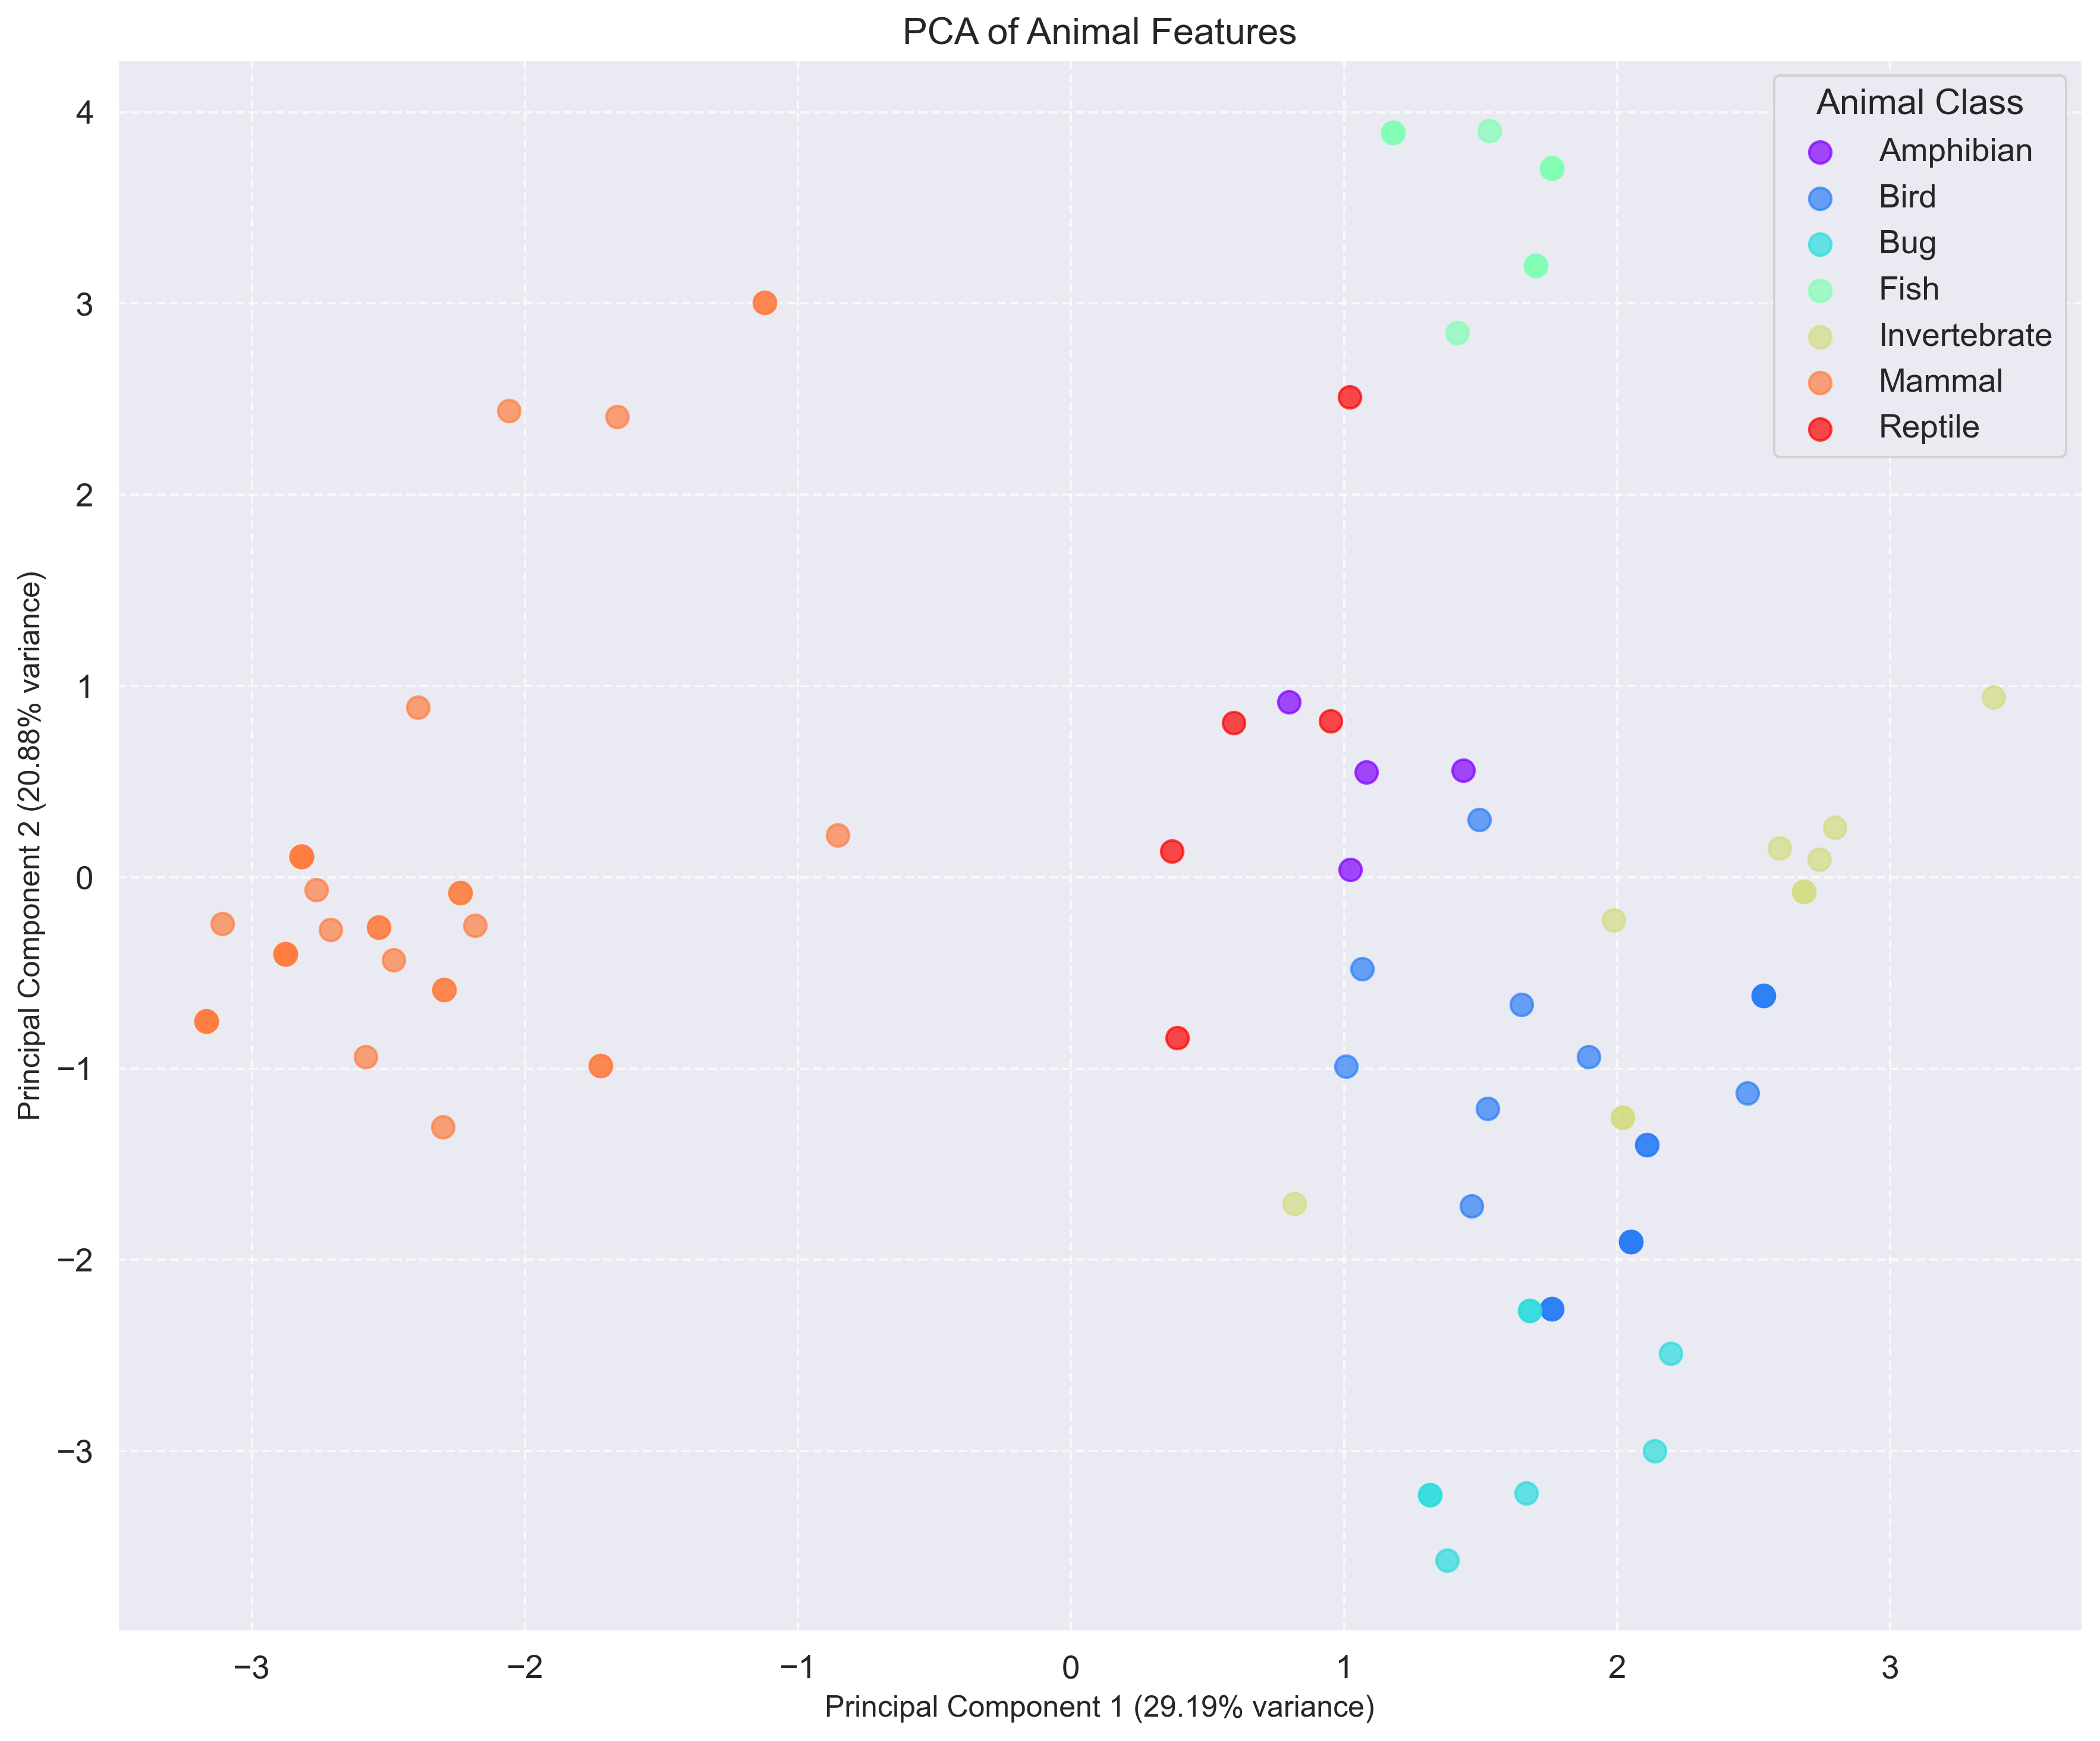 PCA of Animal Features
Animal Class
Amphibian
Bird
Bug
Fish
Invertebrate
Mammal
Reptile
4
3
2
1
0
−1
−2
−3
Principal Component 2 (20.88% variance)
−3
−2
−1
0
1
2
3
Principal Component 1 (29.19% variance)